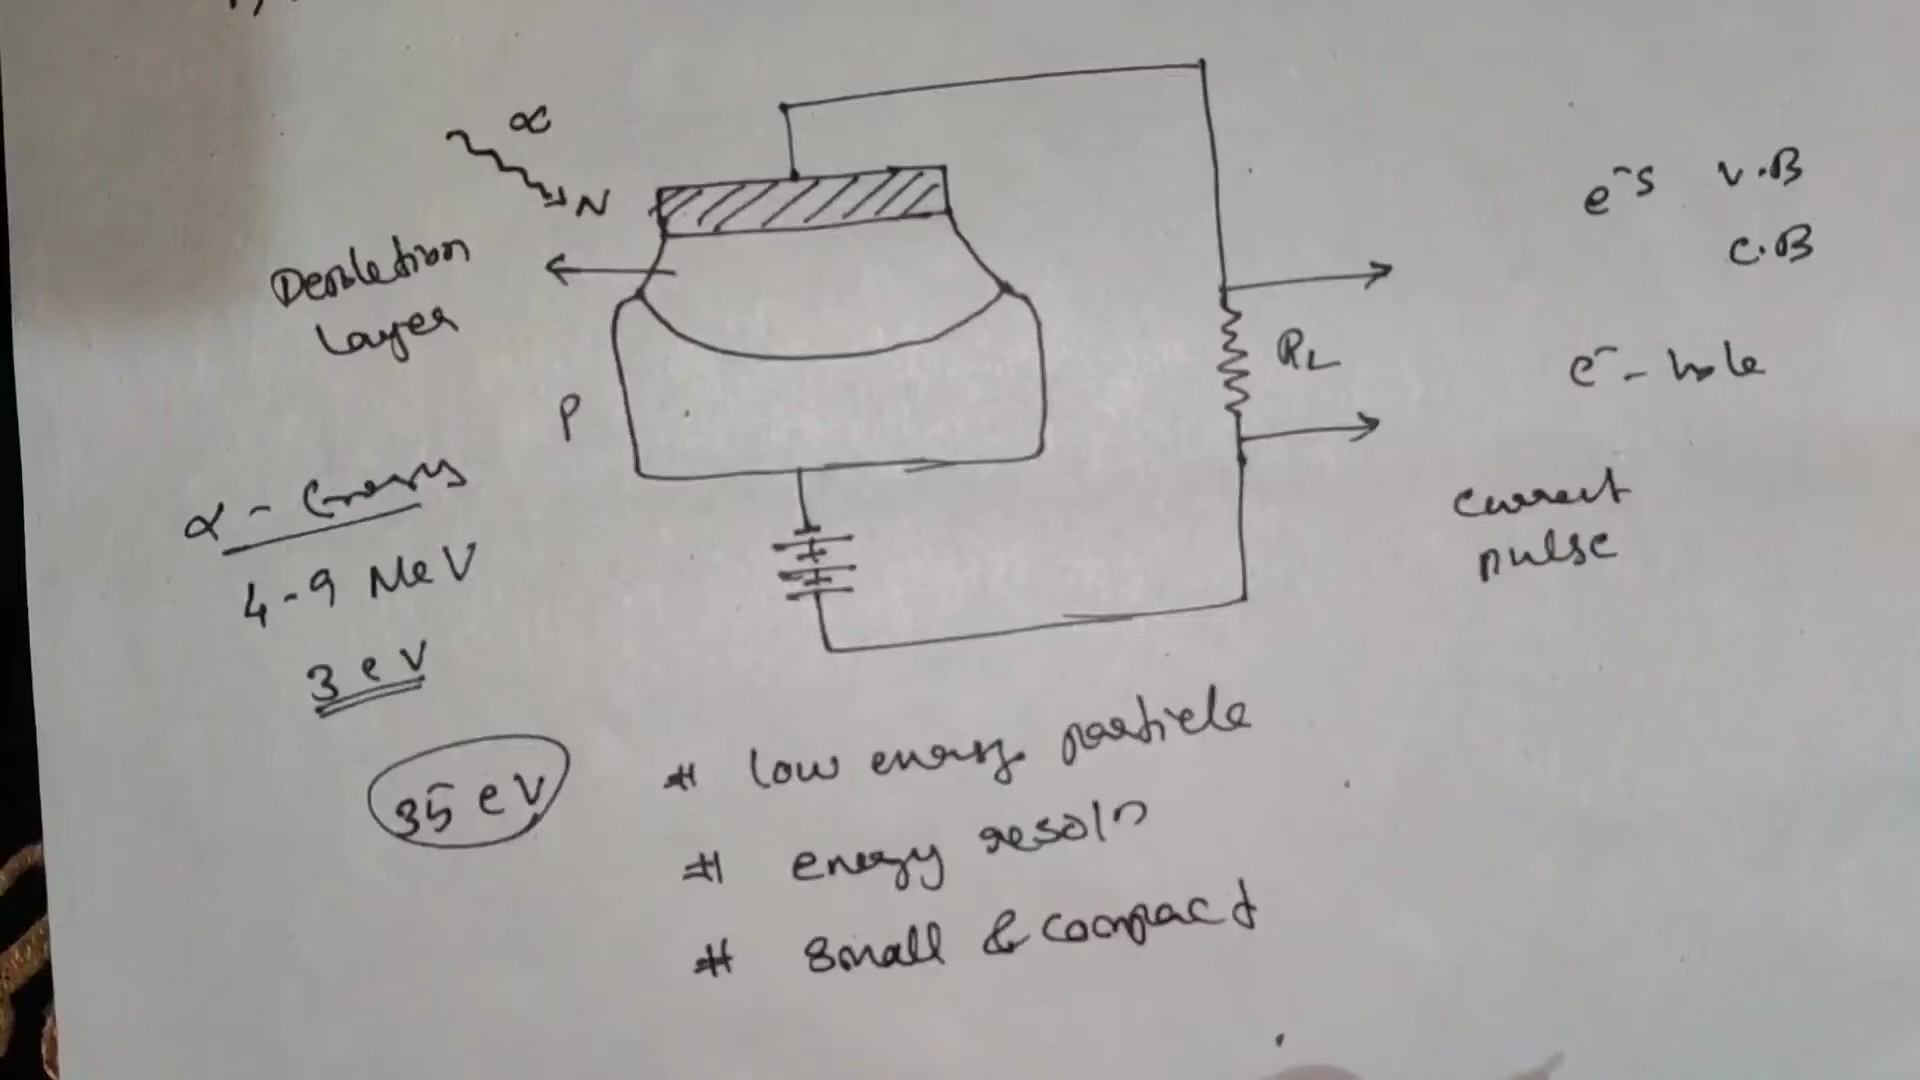 α
N
Depletion
Layer
P
R_L
e⁻s V.B
C.B
e⁻- hole
current
pulse
α - Energy
4-9 MeV
3 eV
35 eV
# low energy particle
# energy resoln
# small & compact